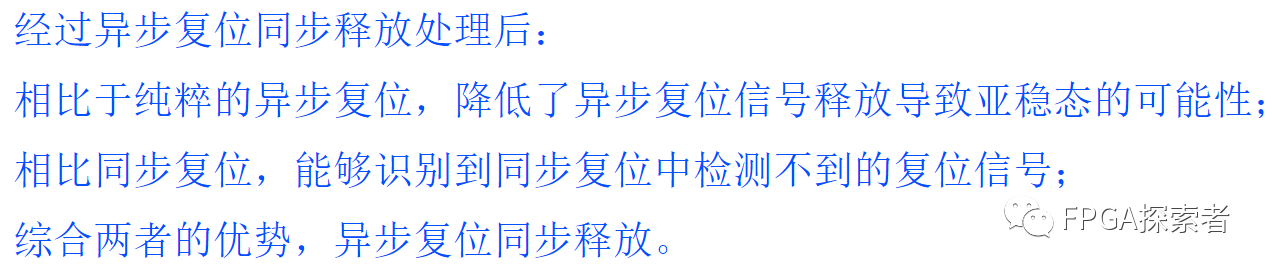 经过异步复位同步释放处理后：
相比于纯粹的异步复位，降低了异步复位信号释放导致亚稳态的可能性；
相比同步复位，能够识别到同步复位中检测不到的复位信号；
综合两者的优势，异步复位同步释放。
FPGA探索者